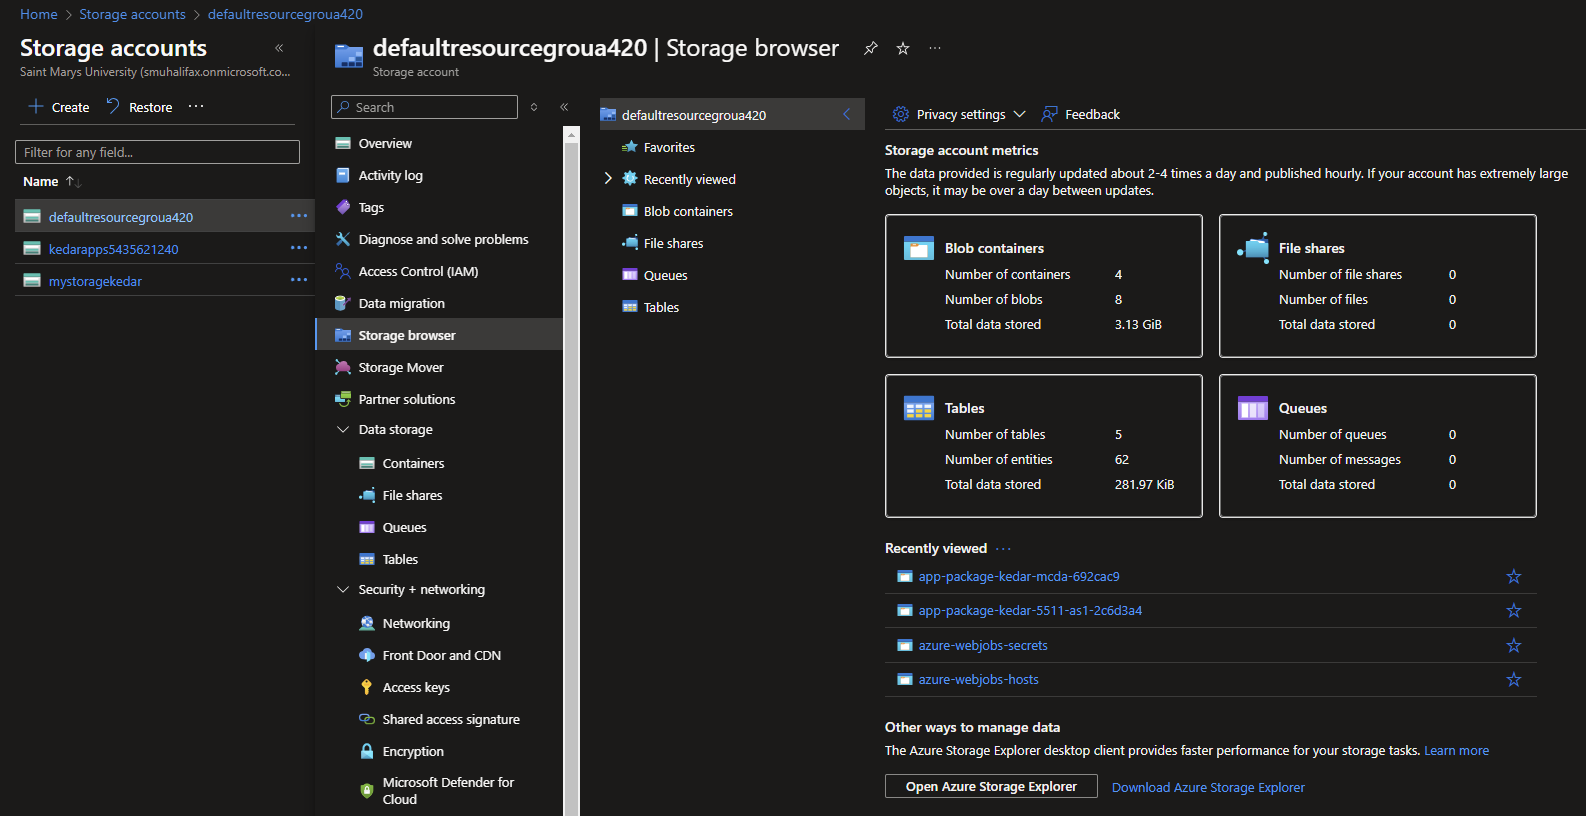 Home > Storage accounts > defaultresourcegroua420
Storage accounts
«
Saint Marys University (smuhalifax.onmicrosoft.co...
+ Create
Restore
...
Filter for any field...
Name ↑↓
defaultresourcegroua420
...
kedarapps5435621240
...
mystoragekedar
...
defaultresourcegroua420 | Storage browser
...
Storage account
Search
«
Overview
Activity log
Tags
Diagnose and solve problems
Access Control (IAM)
Data migration
Storage browser
Storage Mover
Partner solutions
Data storage
Containers
File shares
Queues
Tables
Security + networking
Networking
Front Door and CDN
Access keys
Shared access signature
Encryption
Microsoft Defender for
Cloud
defaultresourcegroua420
Favorites
Recently viewed
Blob containers
File shares
Queues
Tables
Privacy settings
Feedback
Storage account metrics
The data provided is regularly updated about 2-4 times a day and published hourly. If your account has extremely large
objects, it may be over a day between updates.
Blob containers
Number of containers 4
Number of blobs 8
Total data stored 3.13 GiB
File shares
Number of file shares 0
Number of files 0
Total data stored 0
Tables
Number of tables 5
Number of entities 62
Total data stored 281.97 KiB
Queues
Number of queues 0
Number of messages 0
Total data stored 0
Recently viewed ...
app-package-kedar-mcda-692cac9
app-package-kedar-5511-as1-2c6d3a4
azure-webjobs-secrets
azure-webjobs-hosts
Other ways to manage data
The Azure Storage Explorer desktop client provides faster performance for your storage tasks. Learn more
Open Azure Storage Explorer
Download Azure Storage Explorer